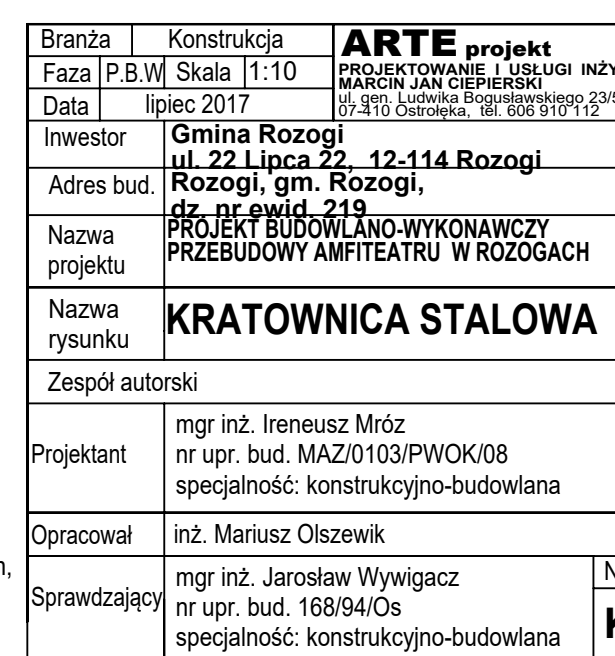 Branża Konstrukcja
Faza P.B.W Skala 1:10
Data lipiec 2017
ARTE projekt
PROJEKTOWANIE I USŁUGI
MARCIN JAN CIEPIERSKI
ul. gen. Ludwika Bogusławskiego
07-410 Ostrołęka, tel. 606 910 112
Inwestor Gmina Rozogi
ul. 22 Lipca 22, 12-114 Rozogi
Adres bud. Rozogi, gm. Rozogi,
dz. nr ewid. 219
Nazwa projektu
PROJEKT BUDOWLANO-WYKONAWCZY
PRZEBUDOWY AMFITEATRU W ROZOGACH
Nazwa rysunku
KRATOWNICA STALOWA
Zespół autorski
Projektant
mgr inż. Ireneusz Mróz
nr upr. bud. MAZ/0103/PWOK/08
specjalność: konstrukcyjno-budowlana
Opracował inż. Mariusz Olszewik
Sprawdzający
mgr inż. Jarosław Wywigacz
nr upr. bud. 168/94/Os
specjalność: konstrukcyjno-budowlana